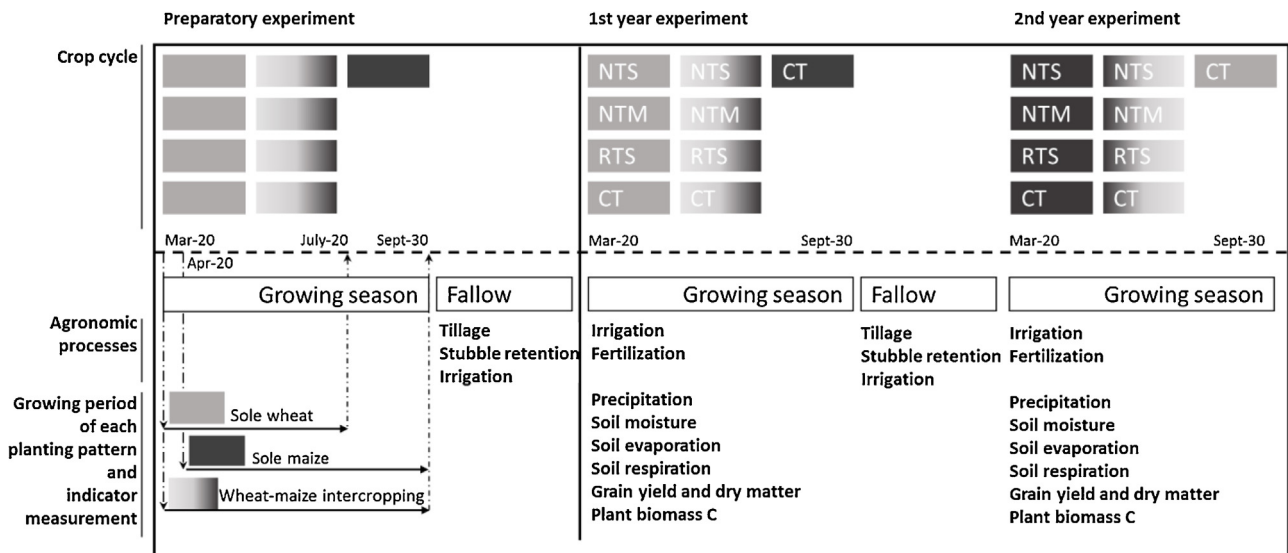 Preparatory experiment
1st year experiment
2nd year experiment
Crop cycle
NTS NTS CT
NTM NTM
RTS RTS
CT CT
NTS NTS CT
NTM NTM
RTS RTS
CT CT
Mar-20 July-20 Sept-30
Apr-20
Mar-20 Sept-30
Mar-20 Sept-30
Growing season Fallow
Growing season Fallow
Growing season
Agronomic
processes
Tillage
Stubble retention
Irrigation
Irrigation
Fertilization
Tillage
Stubble retention
Irrigation
Irrigation
Fertilization
Growing period
of each
planting pattern
and
indicator
measurement
Sole wheat
Sole maize
Wheat-maize intercropping
Precipitation
Soil moisture
Soil evaporation
Soil respiration
Grain yield and dry matter
Plant biomass C
Precipitation
Soil moisture
Soil evaporation
Soil respiration
Grain yield and dry matter
Plant biomass C